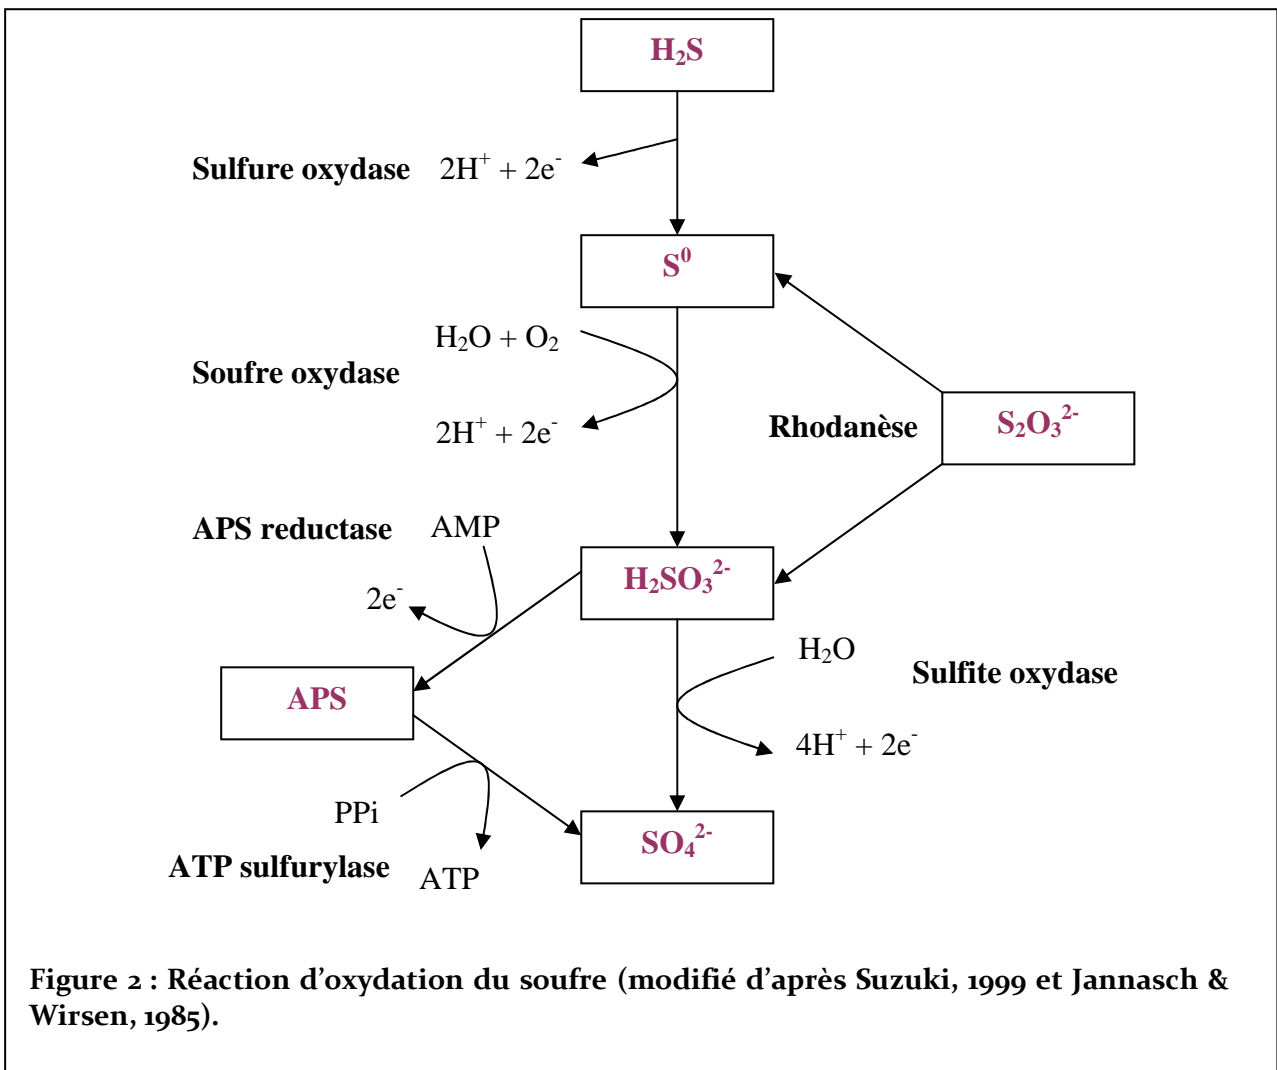 H₂S
Sulfure oxydase 2H⁺ + 2e⁻
S⁰
H₂O + O₂
Soufre oxydase
2H⁺ + 2e⁻
Rhodanèse
S₂O₃²⁻
APS reductase AMP
2e⁻
H₂SO₃²⁻
H₂O
Sulfite oxydase
APS
4H⁺ + 2e⁻
PPi
SO₄²⁻
ATP sulfurylase ATP
Figure 2 : Réaction d’oxydation du soufre (modifié d’après Suzuki, 1999 et Jannasch &
Wirsen, 1985).